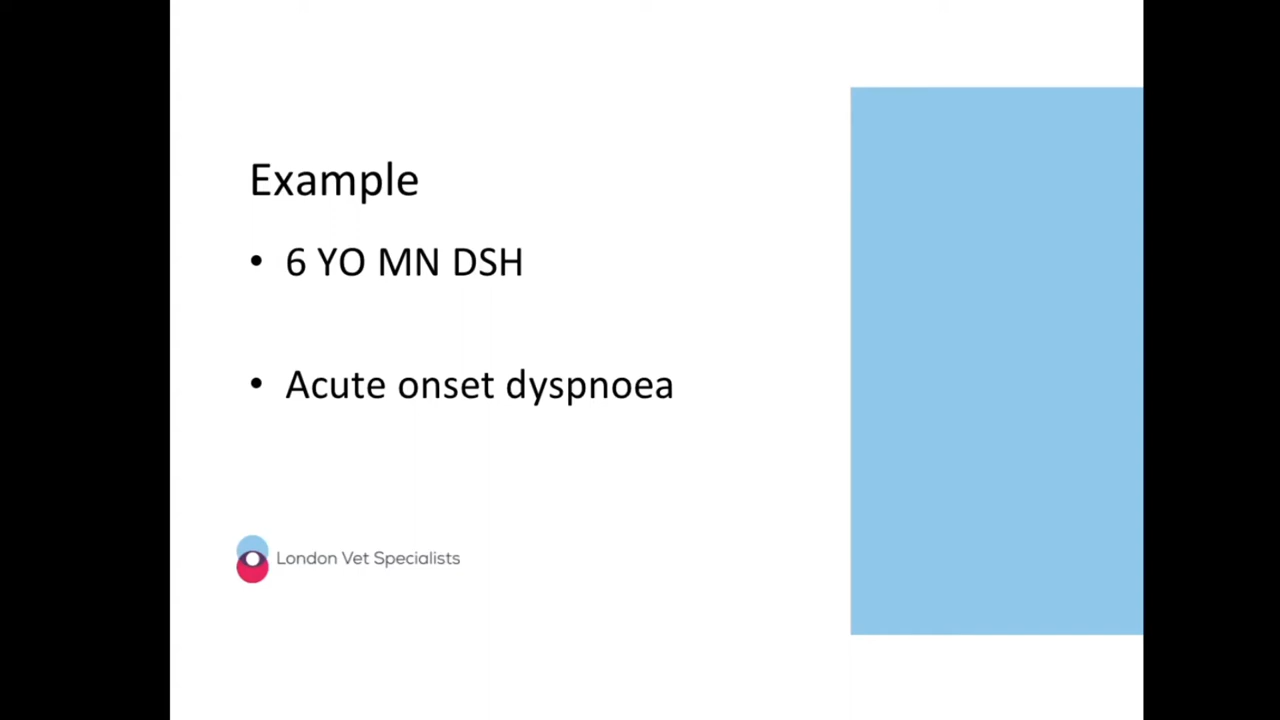 Example
• 6 YO MN DSH
• Acute onset dyspnoea
London Vet Specialists